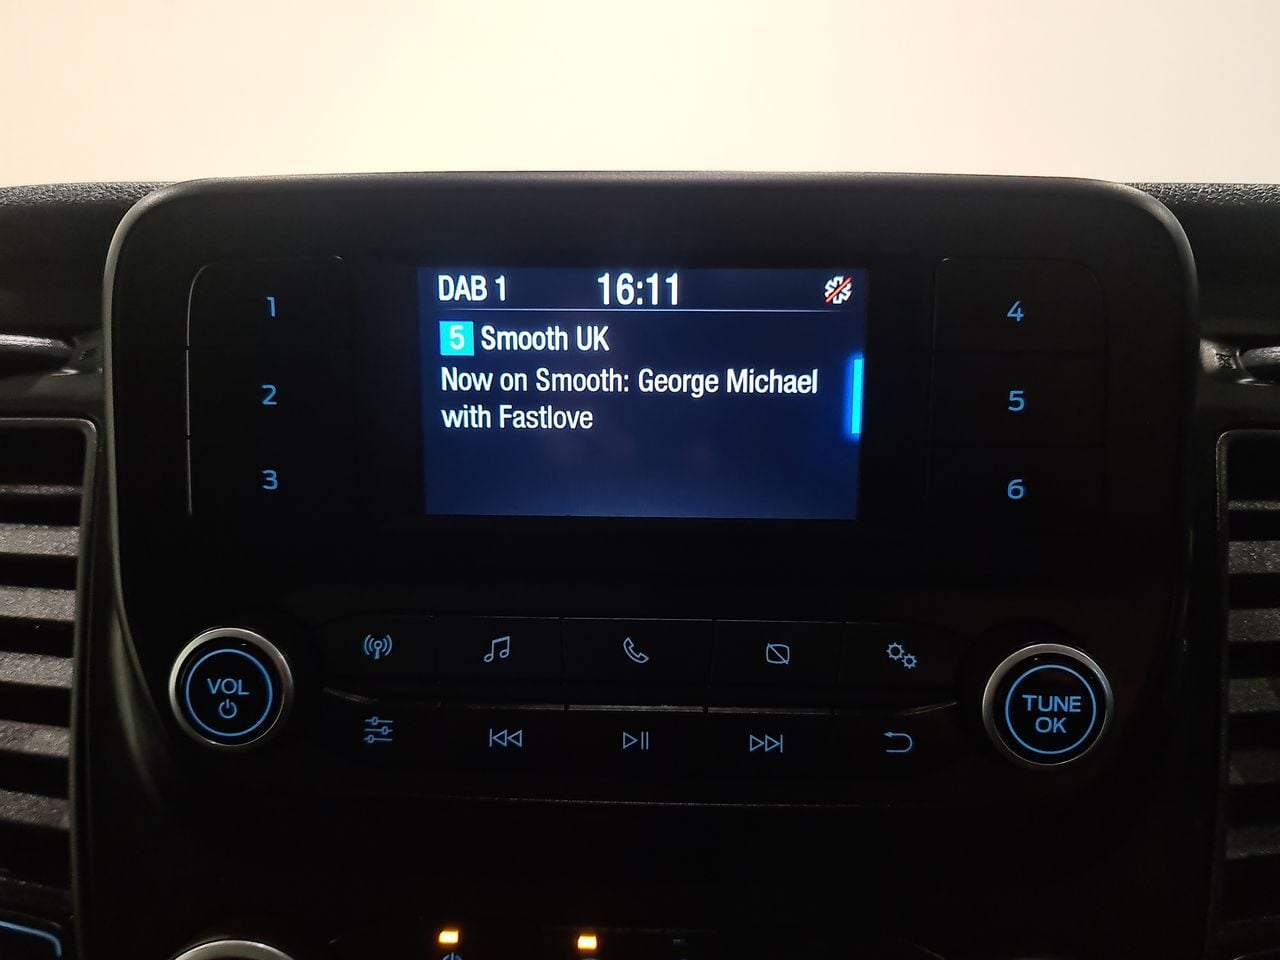 DAB 1 16:11
5 Smooth UK
Now on Smooth: George Michael
with Fastlove
1
2
3
4
5
6
VOL
TUNE
OK